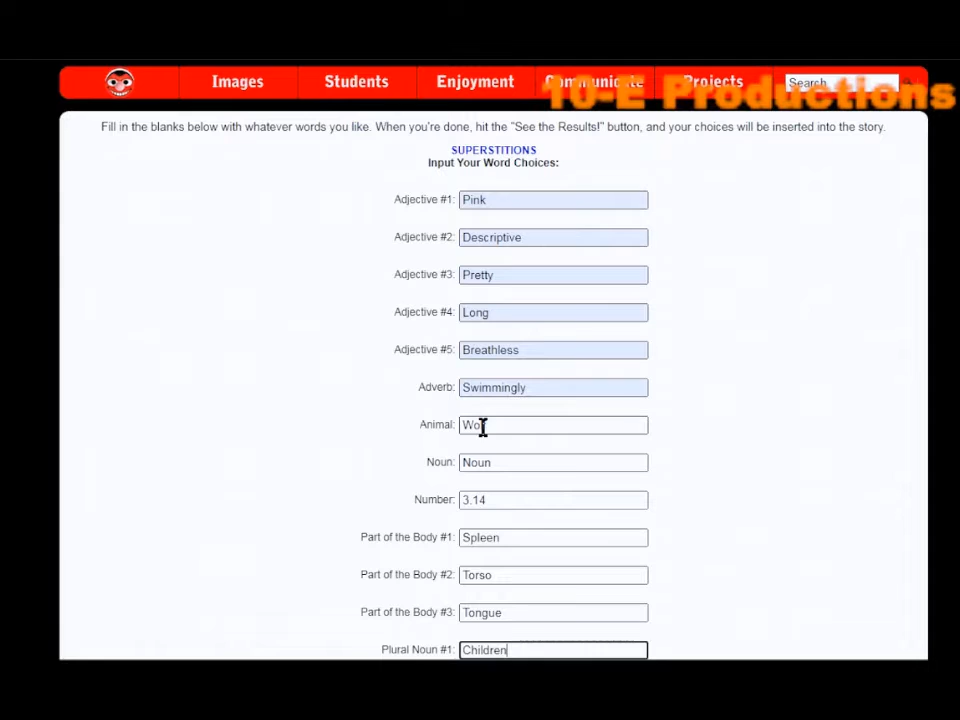 Images Students Enjoyment Communicate Projects Search
10-E Productions
Fill in the blanks below with whatever words you like. When you're done, hit the "See the Results!" button, and your choices will be inserted into the story.
SUPERSTITIONS
Input Your Word Choices:
Adjective #1: Pink
Adjective #2: Descriptive
Adjective #3: Pretty
Adjective #4: Long
Adjective #5: Breathless
Adverb: Swimmingly
Animal:
Noun: Noun
Number: 3.14
Part of the Body #1: Spleen
Part of the Body #2: Torso
Part of the Body #3: Tongue
Plural Noun #1: Children